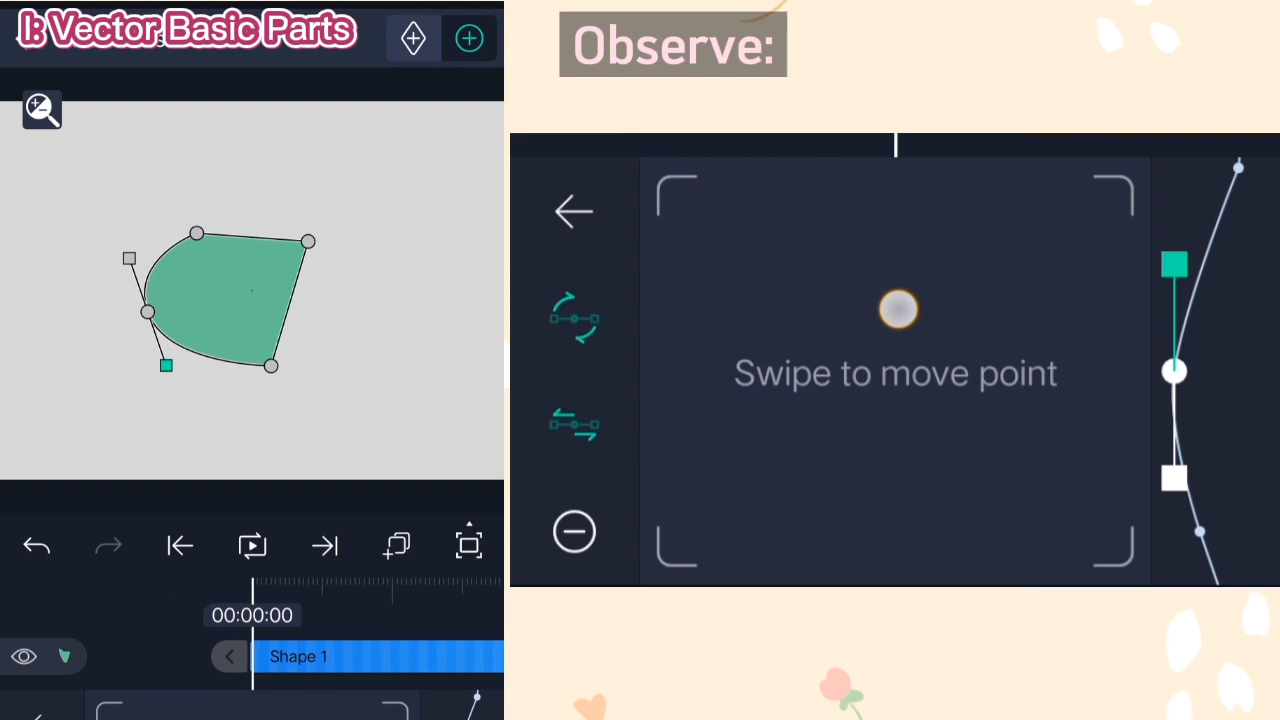 I: Vector Basic Parts
Observe:
Swipe to move point
00:00:00
Shape 1